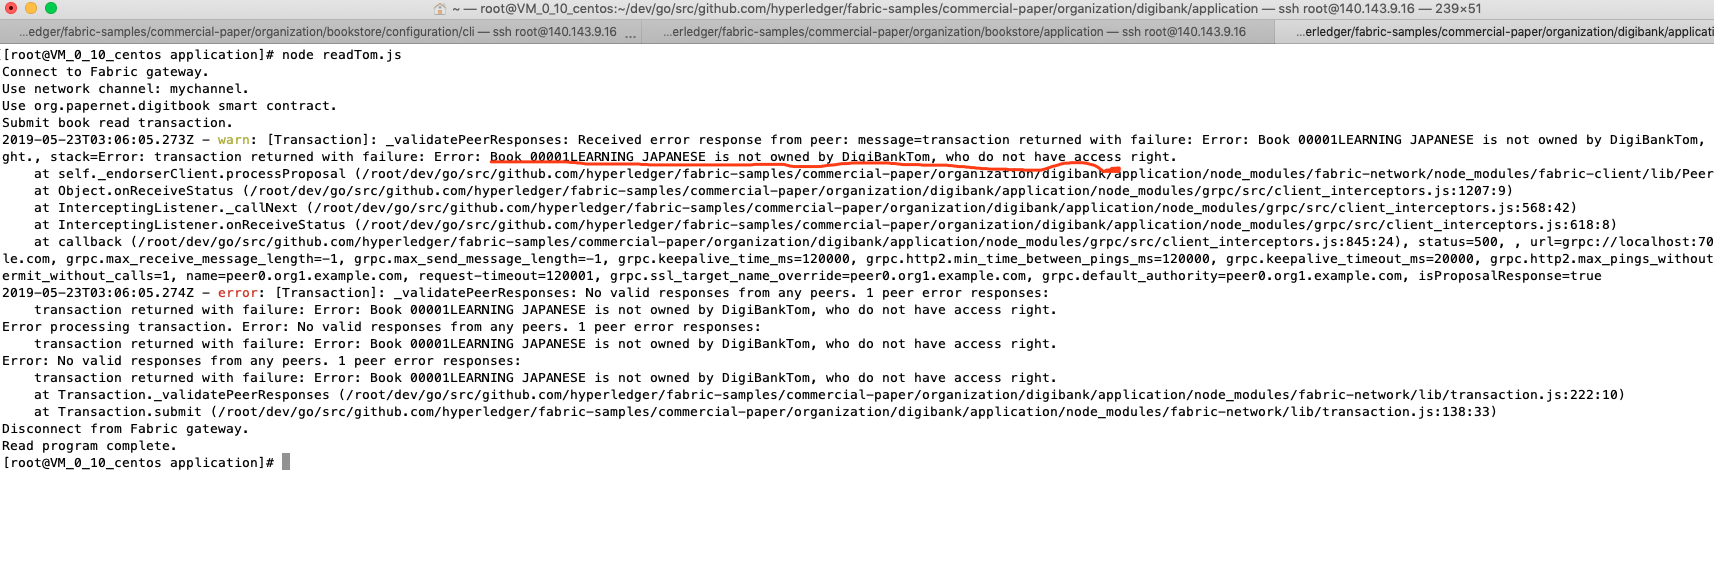 ~ — root@VM_0_10_centos:~/dev/go/src/github.com/hyperledger/fabric-samples/commercial-paper/organization/digibank/application — ssh root@140.143.9.16 — 239×51
...edger/fabric-samples/commercial-paper/organization/bookstore/configuration/cli — ssh root@140.143.9.16 ...
...erledger/fabric-samples/commercial-paper/organization/bookstore/application — ssh root@140.143.9.16
...erledger/fabric-samples/commercial-paper/organization/digibank/applicati
[[root@VM_0_10_centos application]# node readTom.js
Connect to Fabric gateway.
Use network channel: mychannel.
Use org.papernet.digitbook smart contract.
Submit book read transaction.
2019-05-23T03:06:05.273Z - warn: [Transaction]: _validatePeerResponses: Received error response from peer: message=transaction returned with failure: Error: Book 00001LEARNING JAPANESE is not owned by DigiBankTom,
ght., stack=Error: transaction returned with failure: Error: Book 00001LEARNING JAPANESE is not owned by DigiBankTom, who do not have access right.
at self._endorserClient.processProposal (/root/dev/go/src/github.com/hyperledger/fabric-samples/commercial-paper/organization/digibank/application/node_modules/fabric-network/node_modules/fabric-client/lib/Peer
at Object.onReceiveStatus (/root/dev/go/src/github.com/hyperledger/fabric-samples/commercial-paper/organization/digibank/application/node_modules/grpc/src/client_interceptors.js:1207:9)
at InterceptingListener._callNext (/root/dev/go/src/github.com/hyperledger/fabric-samples/commercial-paper/organization/digibank/application/node_modules/grpc/src/client_interceptors.js:568:42)
at InterceptingListener.onReceiveStatus (/root/dev/go/src/github.com/hyperledger/fabric-samples/commercial-paper/organization/digibank/application/node_modules/grpc/src/client_interceptors.js:618:8)
at callback (/root/dev/go/src/github.com/hyperledger/fabric-samples/commercial-paper/organization/digibank/application/node_modules/grpc/src/client_interceptors.js:845:24), status=500, , url=grpc://localhost:70
le.com, grpc.max_receive_message_length=-1, grpc.max_send_message_length=-1, grpc.keepalive_time_ms=120000, grpc.http2.min_time_between_pings_ms=120000, grpc.keepalive_timeout_ms=20000, grpc.http2.max_pings_without
ermit_without_calls=1, name=peer0.org1.example.com, request-timeout=120001, grpc.ssl_target_name_override=peer0.org1.example.com, grpc.default_authority=peer0.org1.example.com, isProposalResponse=true
2019-05-23T03:06:05.274Z - error: [Transaction]: _validatePeerResponses: No valid responses from any peers. 1 peer error responses:
transaction returned with failure: Error: Book 00001LEARNING JAPANESE is not owned by DigiBankTom, who do not have access right.
Error processing transaction. Error: No valid responses from any peers. 1 peer error responses:
transaction returned with failure: Error: Book 00001LEARNING JAPANESE is not owned by DigiBankTom, who do not have access right.
Error: No valid responses from any peers. 1 peer error responses:
transaction returned with failure: Error: Book 00001LEARNING JAPANESE is not owned by DigiBankTom, who do not have access right.
at Transaction._validatePeerResponses (/root/dev/go/src/github.com/hyperledger/fabric-samples/commercial-paper/organization/digibank/application/node_modules/fabric-network/lib/transaction.js:222:10)
at Transaction.submit (/root/dev/go/src/github.com/hyperledger/fabric-samples/commercial-paper/organization/digibank/application/node_modules/fabric-network/lib/transaction.js:138:33)
Disconnect from Fabric gateway.
Read program complete.
[root@VM_0_10_centos application]#